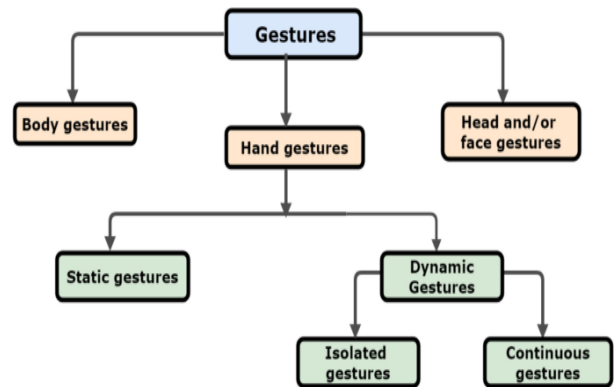 Gestures
Body gestures
Hand gestures
Head and/or
face gestures
Static gestures
Dynamic
Gestures
Isolated
gestures
Continuous
gestures